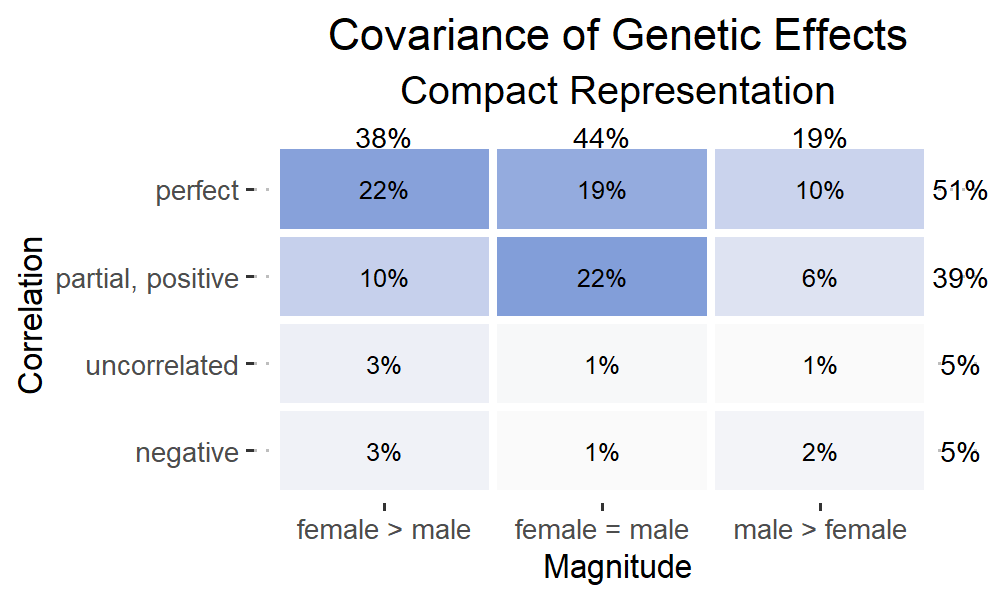 Covariance of Genetic Effects
Compact Representation
38% 44% 19%
perfect 22% 19% 10% 51%
partial, positive 10% 22% 6% 39%
uncorrelated 3% 1% 1% 5%
negative 3% 1% 2% 5%
female > male female = male male > female
Magnitude
Correlation